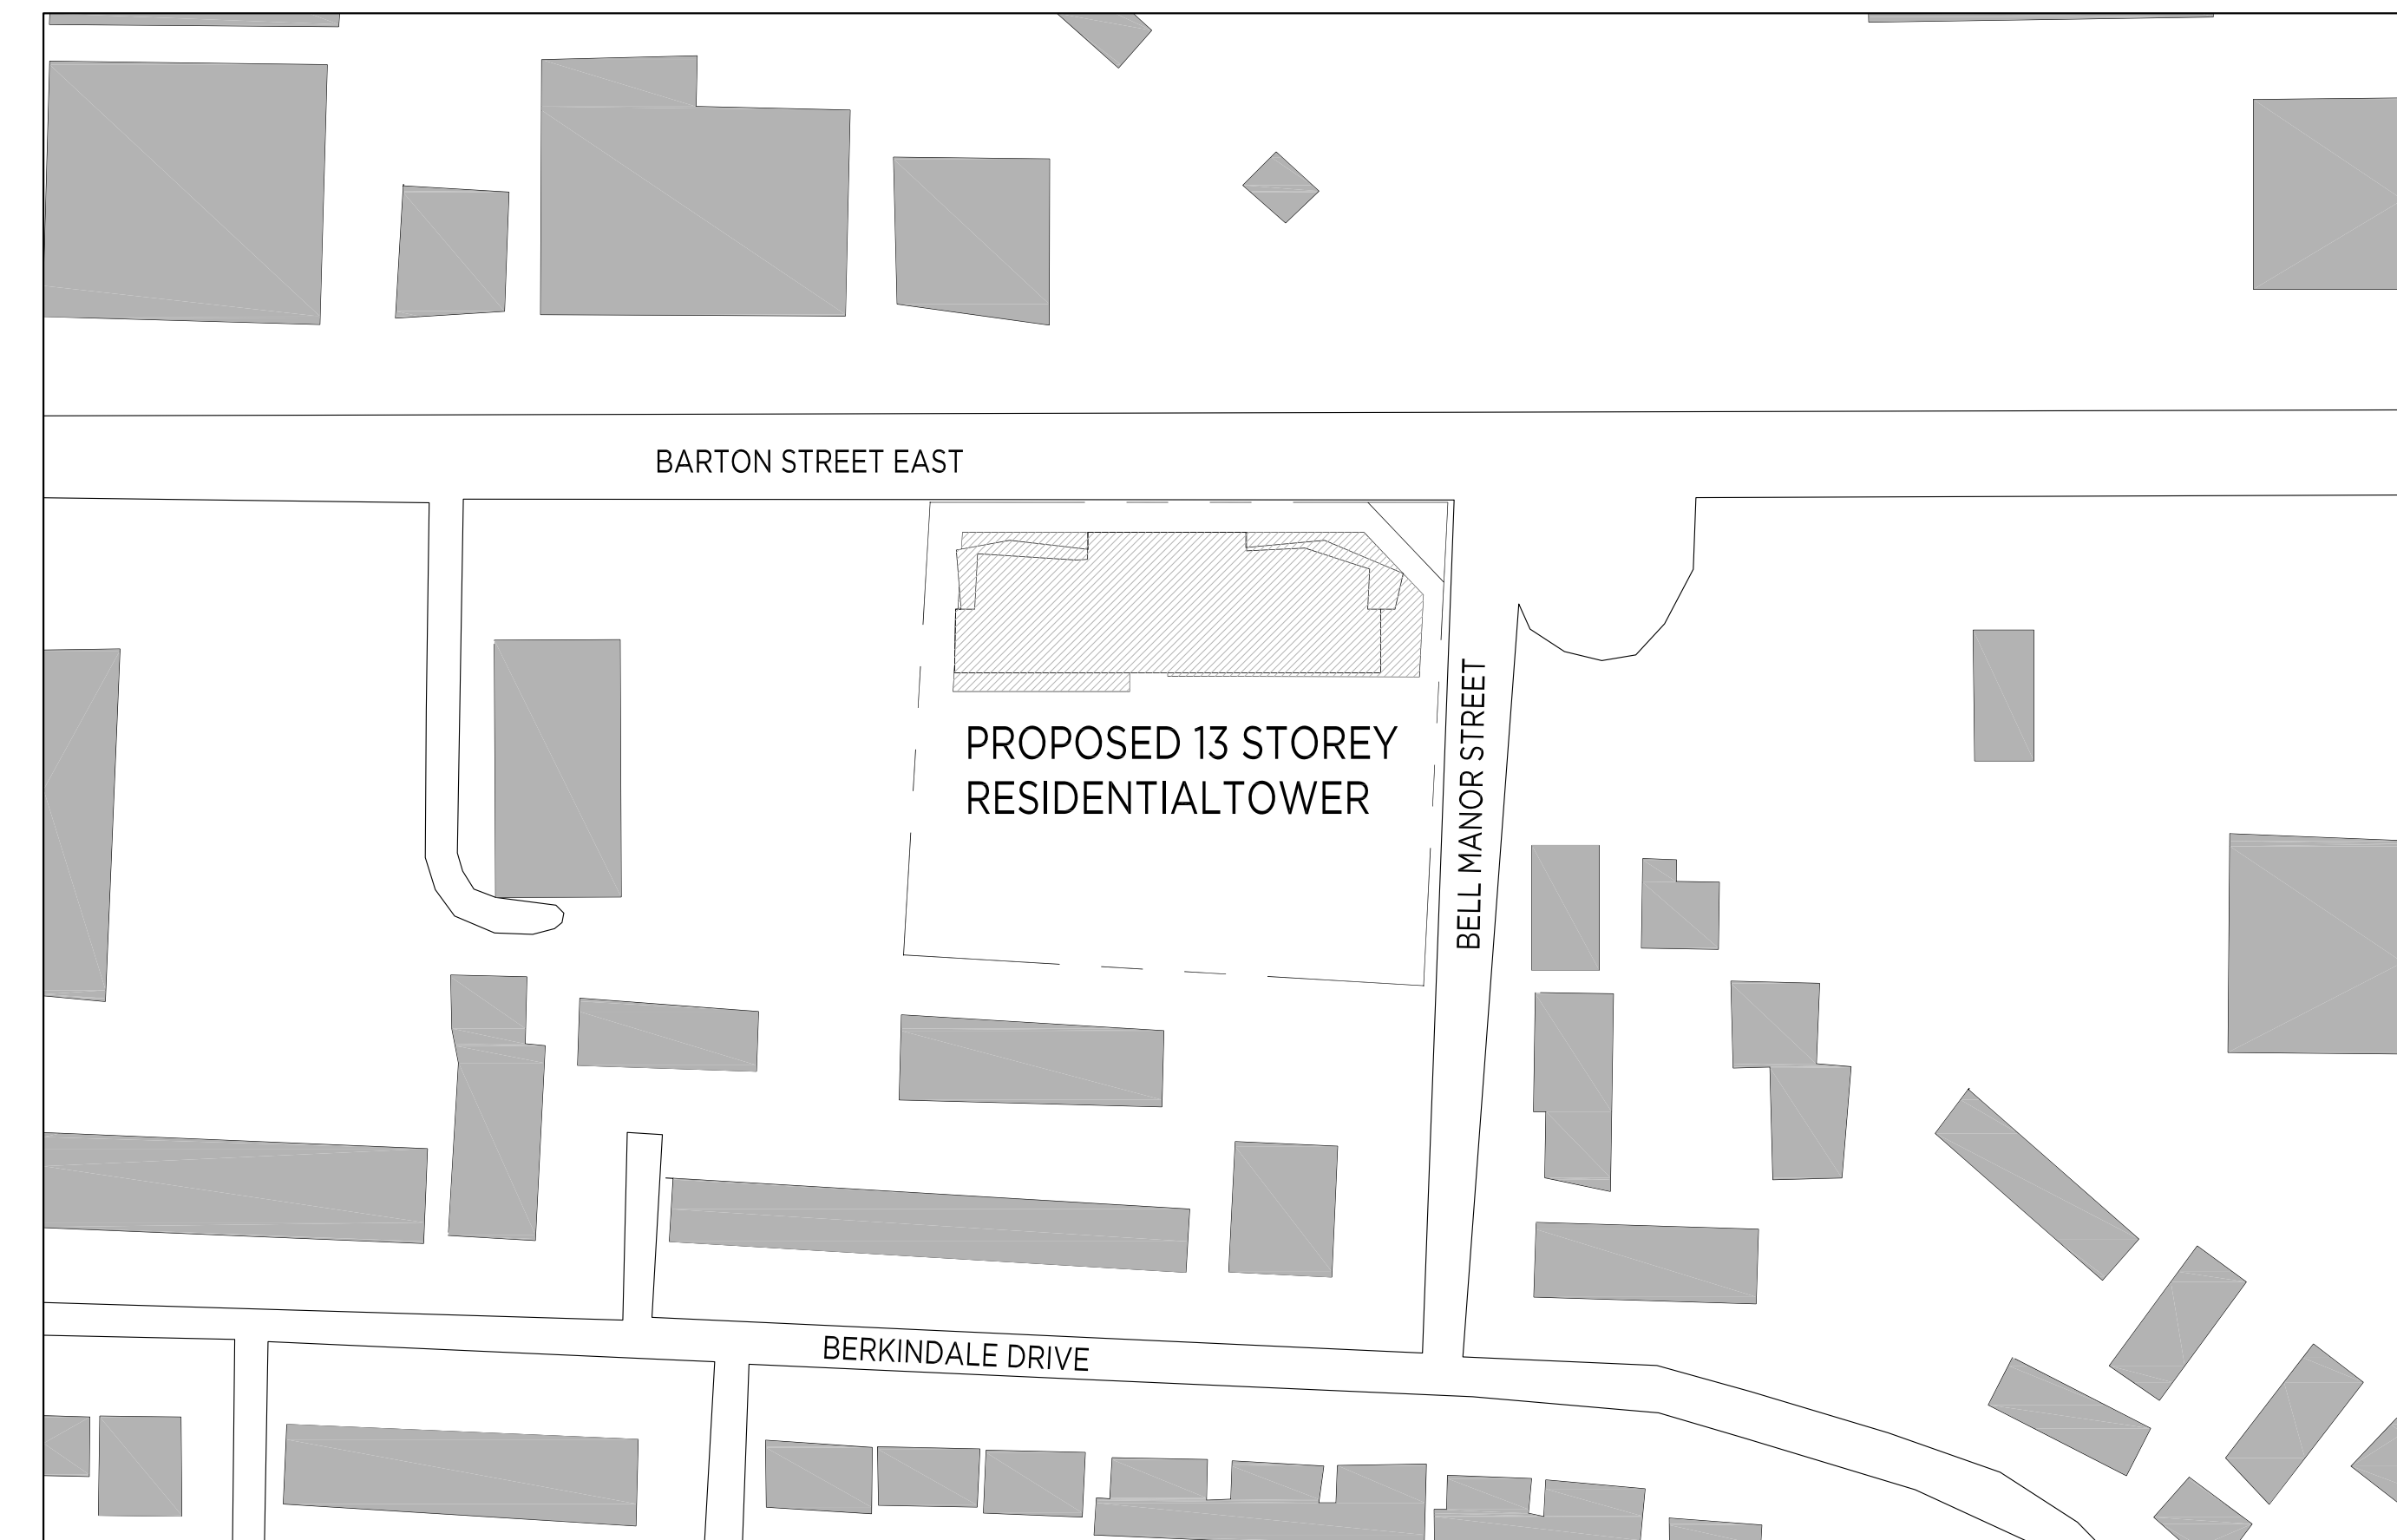 BARTON STREET EAST
PROPOSED 13 STOREY
RESIDENTIALTOWER
BELL MANOR STREET
BERKINDALE DRIVE